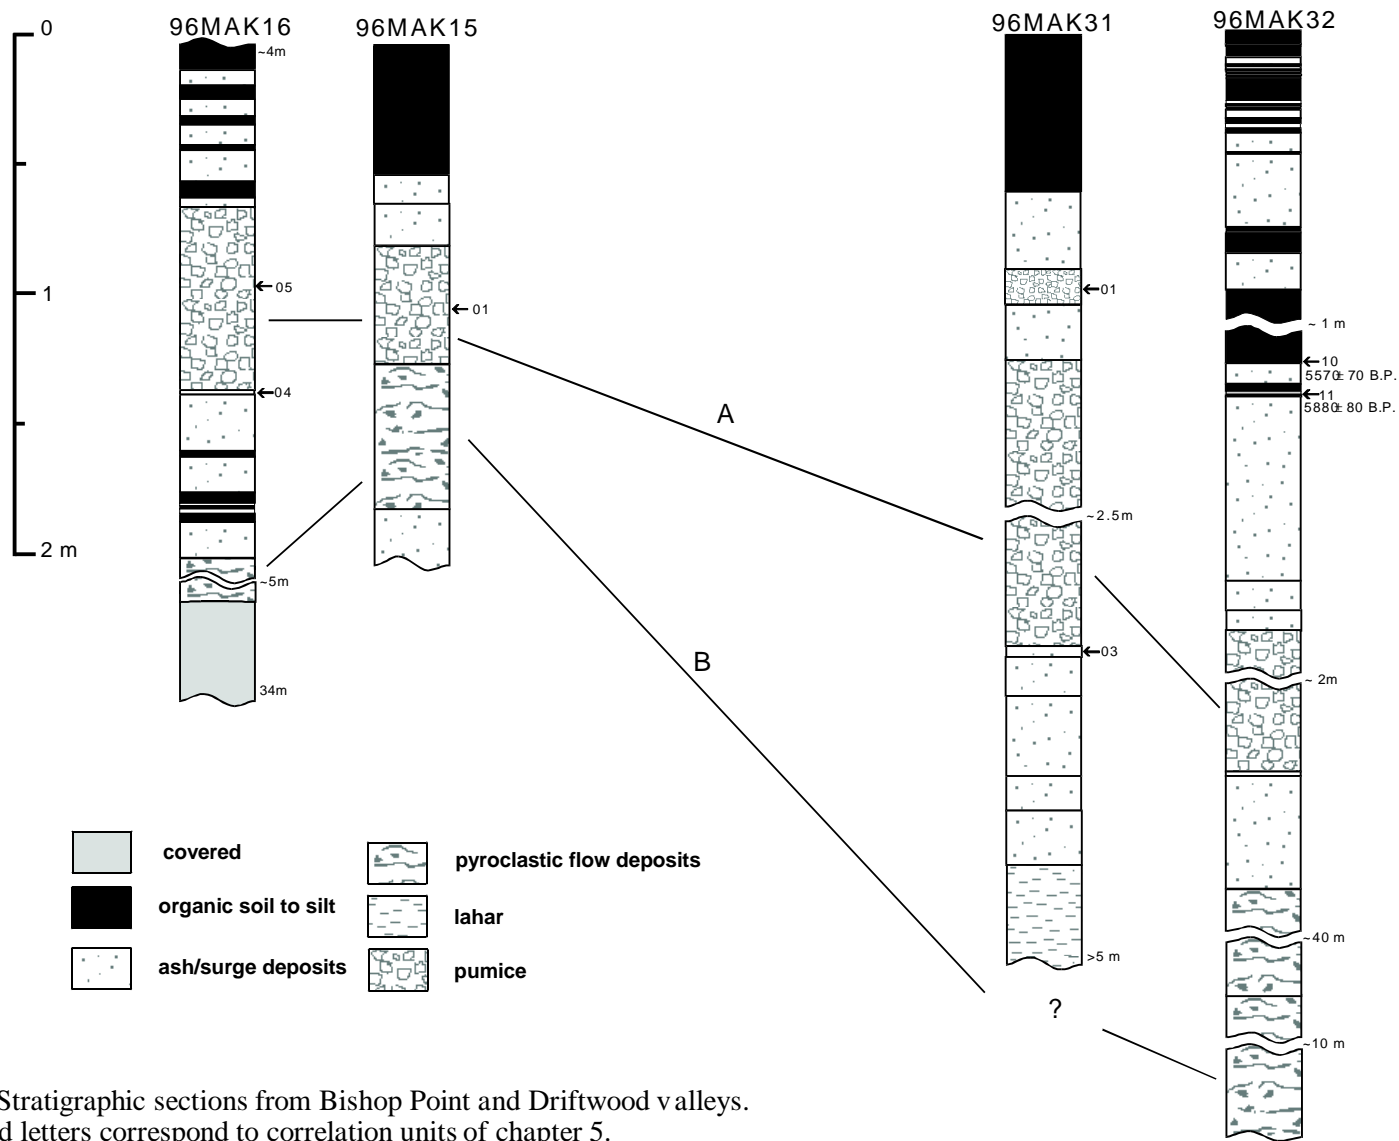 96MAK16
96MAK15
96MAK31
96MAK32
0
1
2 m
~4m
←05
←04
~5m
34m
←01
A
B
←01
~2.5m
←03
>5 m
?
~ 1 m
←10
5570± 70 B.P.
←11
5880± 80 B.P.
~ 2m
~40 m
~10 m
covered
organic soil to silt
ash/surge deposits
pyroclastic flow deposits
lahar
pumice
Stratigraphic sections from Bishop Point and Driftwood valleys.
d letters correspond to correlation units of chapter 5.